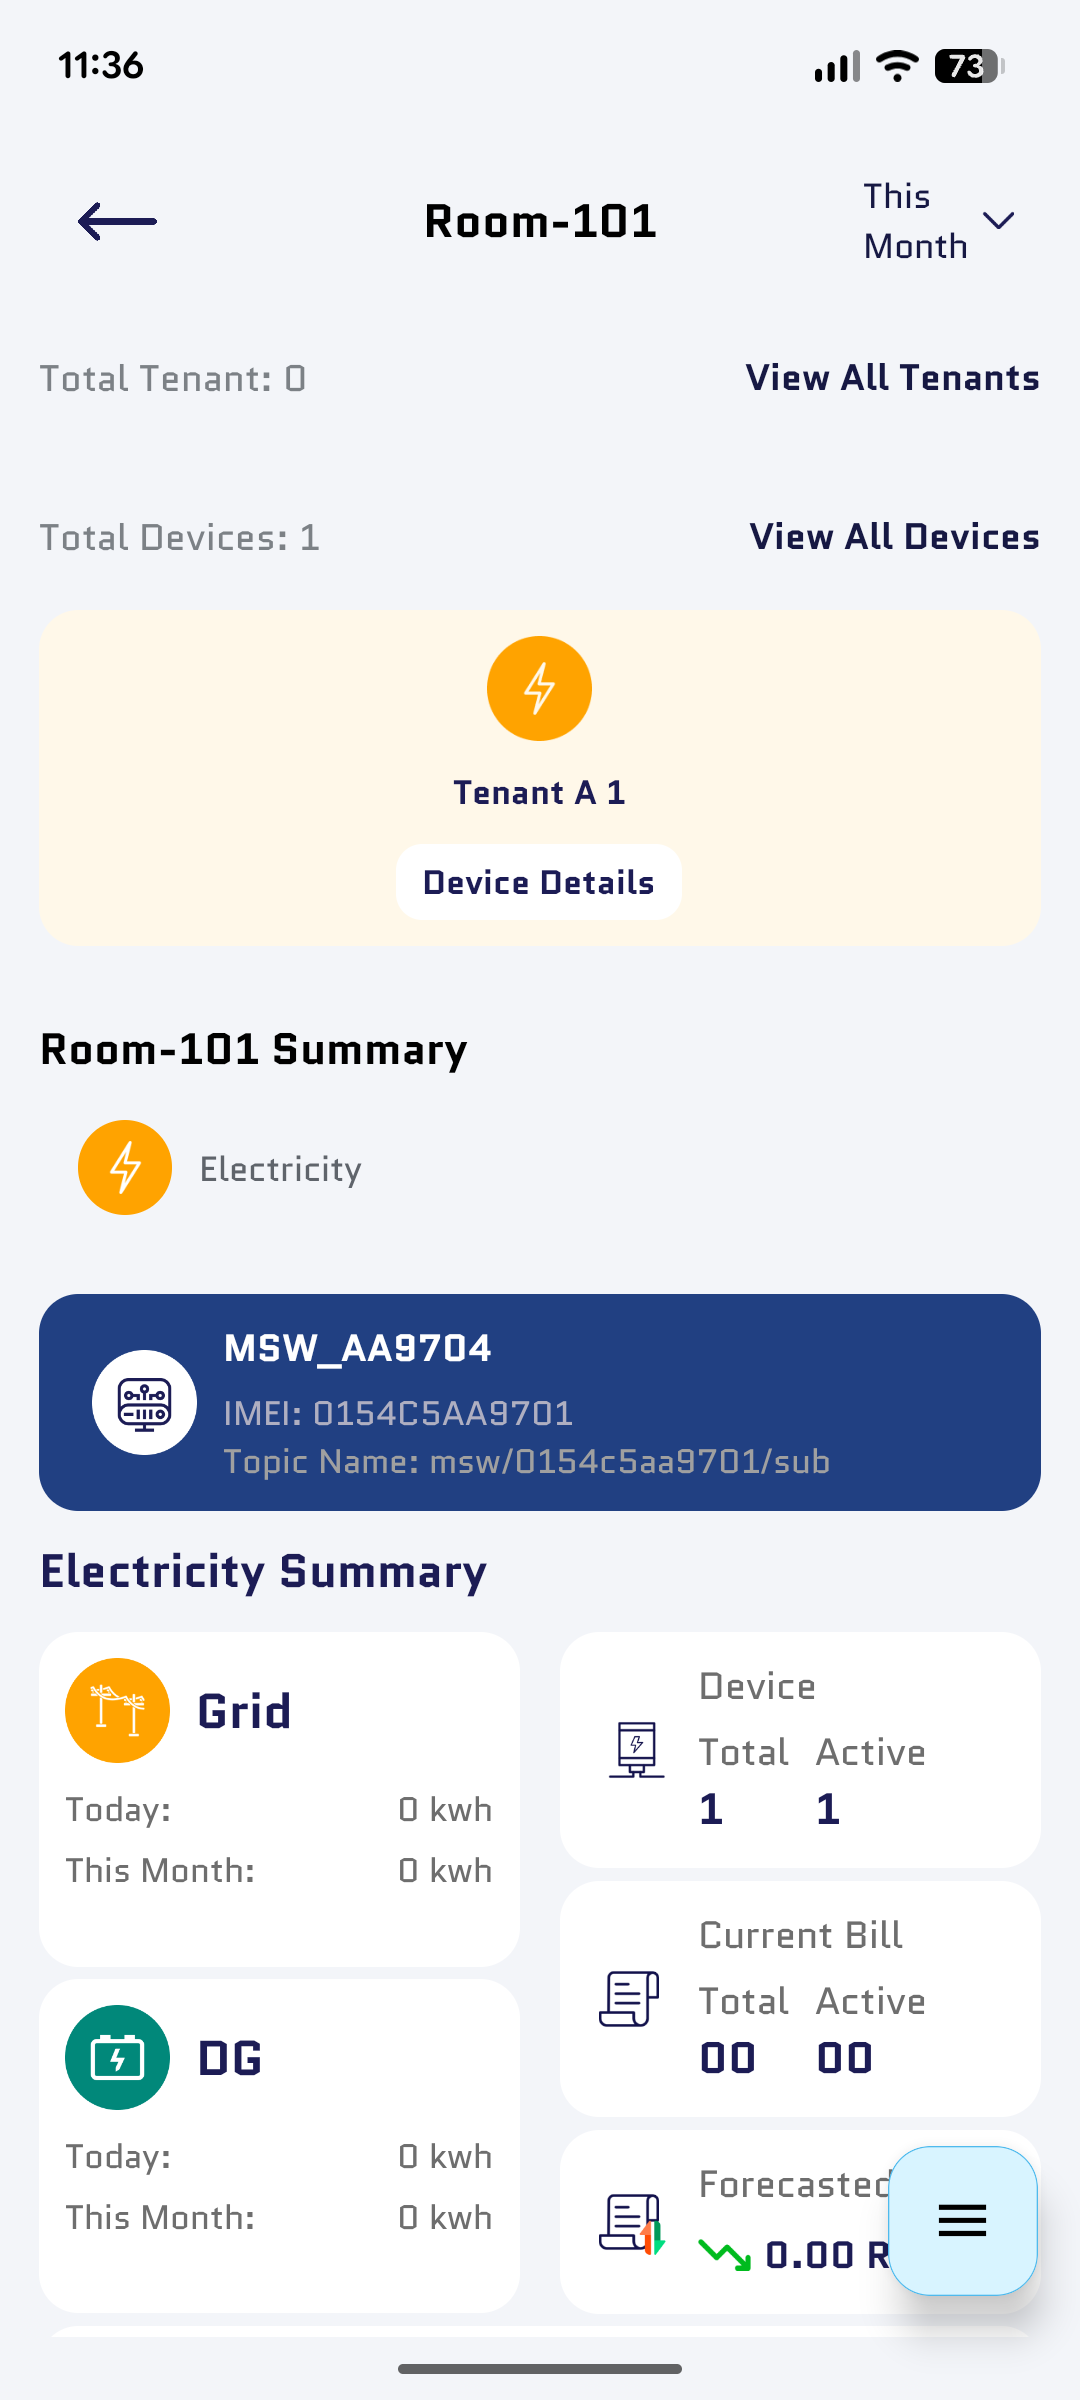 11:36
73
Room-101
This
Month
Total Tenant: 0
View All Tenants
Total Devices: 1
View All Devices
Tenant A 1
Device Details
Room-101 Summary
Electricity
MSW_AA9704
IMEI: 0154C5AA9701
Topic Name: msw/0154c5aa9701/sub
Electricity Summary
Grid
Today: 0 kwh
This Month: 0 kwh
Device
Total Active
1 1
Current Bill
Total Active
00 00
DG
Today: 0 kwh
This Month: 0 kwh
Forecasted
0.00 R